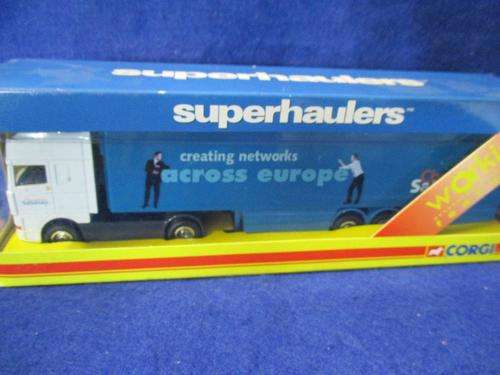 superhaulers
superhaulers™
creating networks
across europe
CORGI